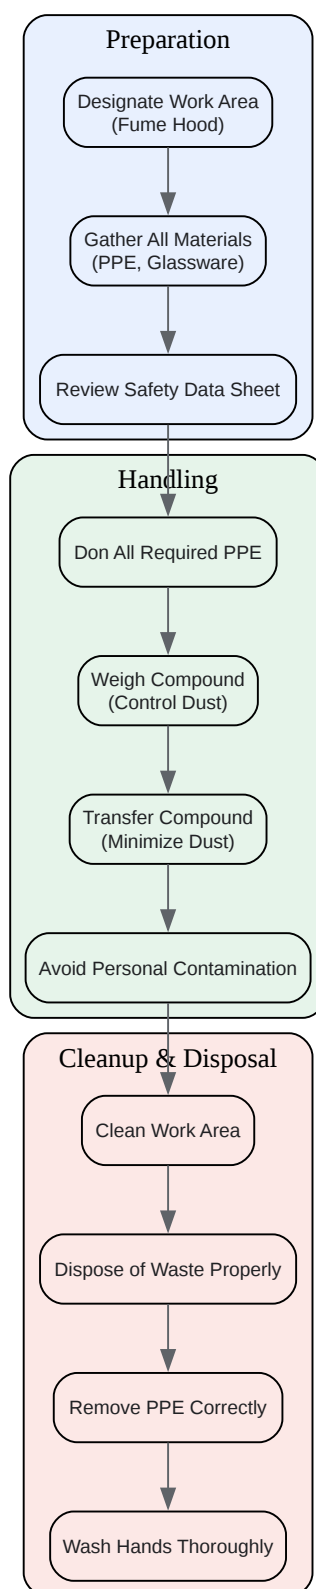 Preparation
Designate Work Area
(Fume Hood)
Gather All Materials
(PPE, Glassware)
Review Safety Data Sheet
Handling
Don All Required PPE
Weigh Compound
(Control Dust)
Transfer Compound
(Minimize Dust)
Avoid Personal Contamination
Cleanup & Disposal
Clean Work Area
Dispose of Waste Properly
Remove PPE Correctly
Wash Hands Thoroughly